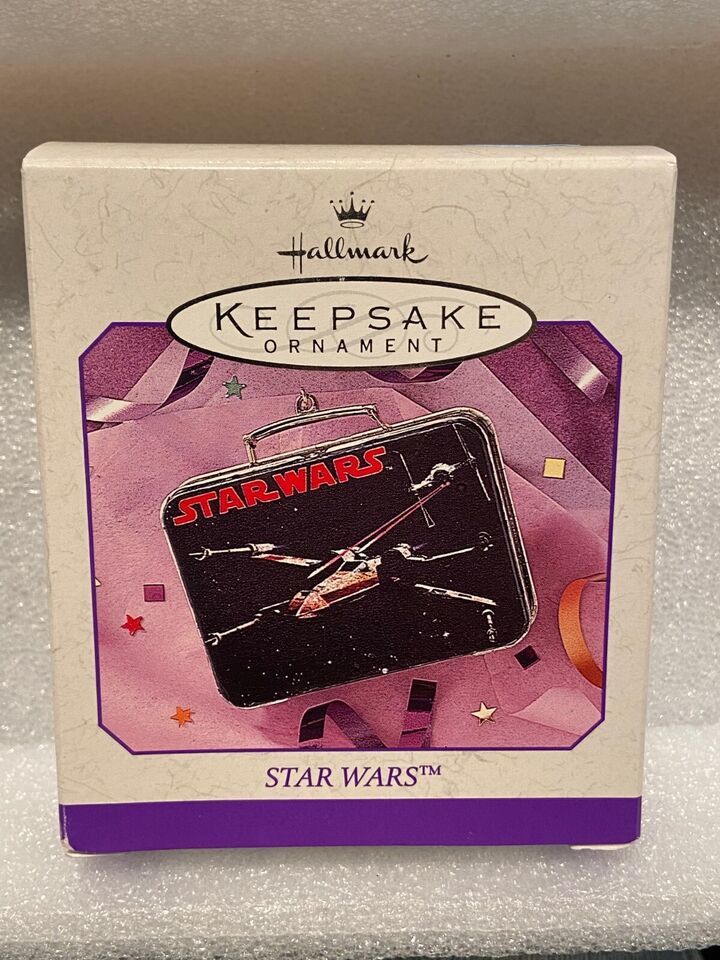 Hallmark
KEEPSAKE
ORNAMENT
STAR WARS
STAR WARS™